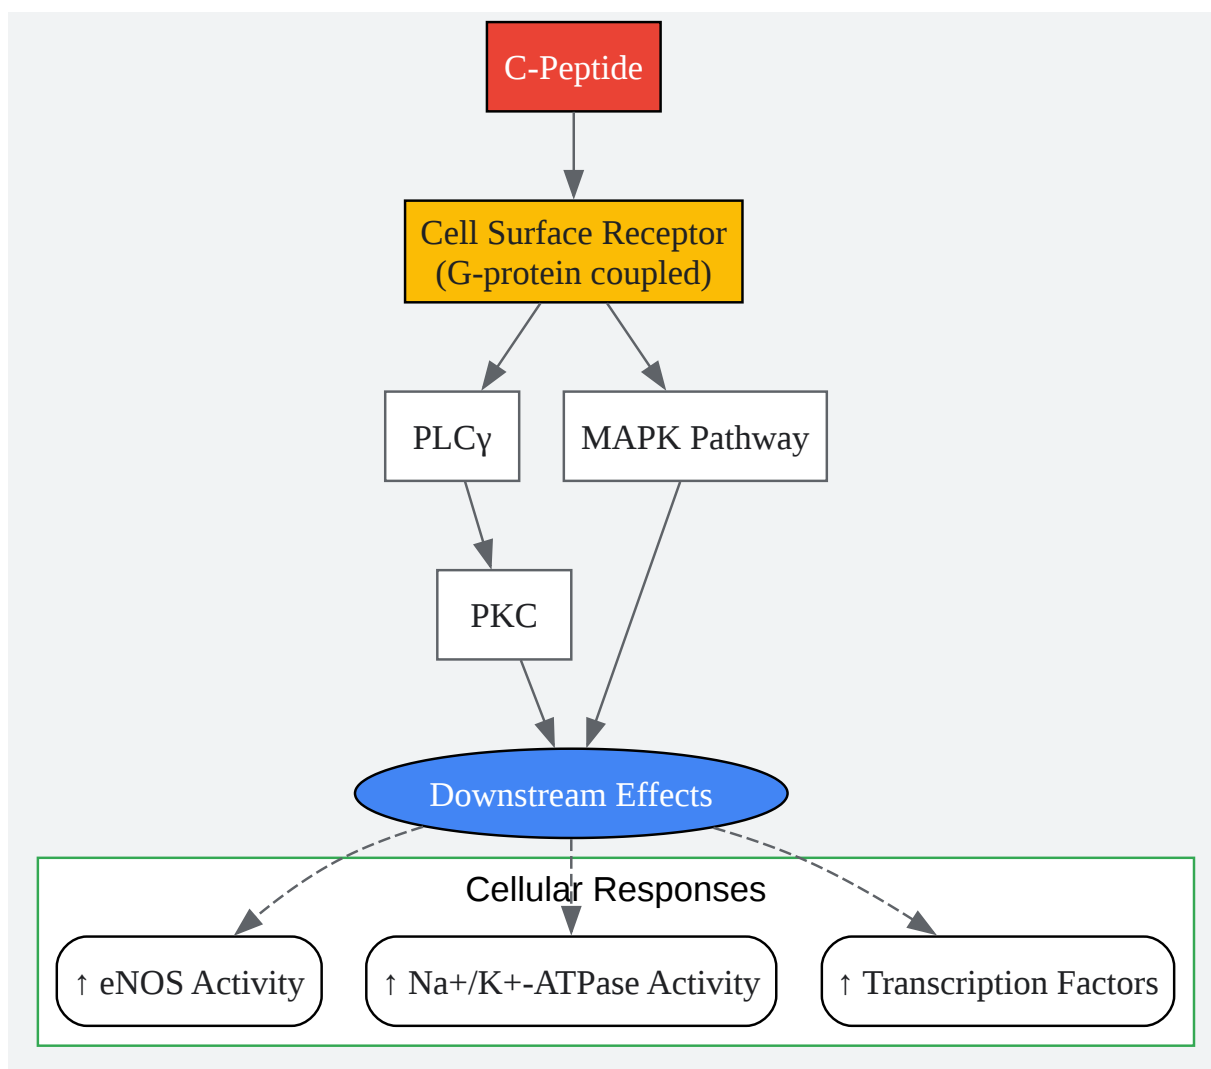 C-Peptide
Cell Surface Receptor
(G-protein coupled)
PLCγ
MAPK Pathway
PKC
Downstream Effects
Cellular Responses
↑ eNOS Activity
↑ Na+/K+-ATPase Activity
↑ Transcription Factors